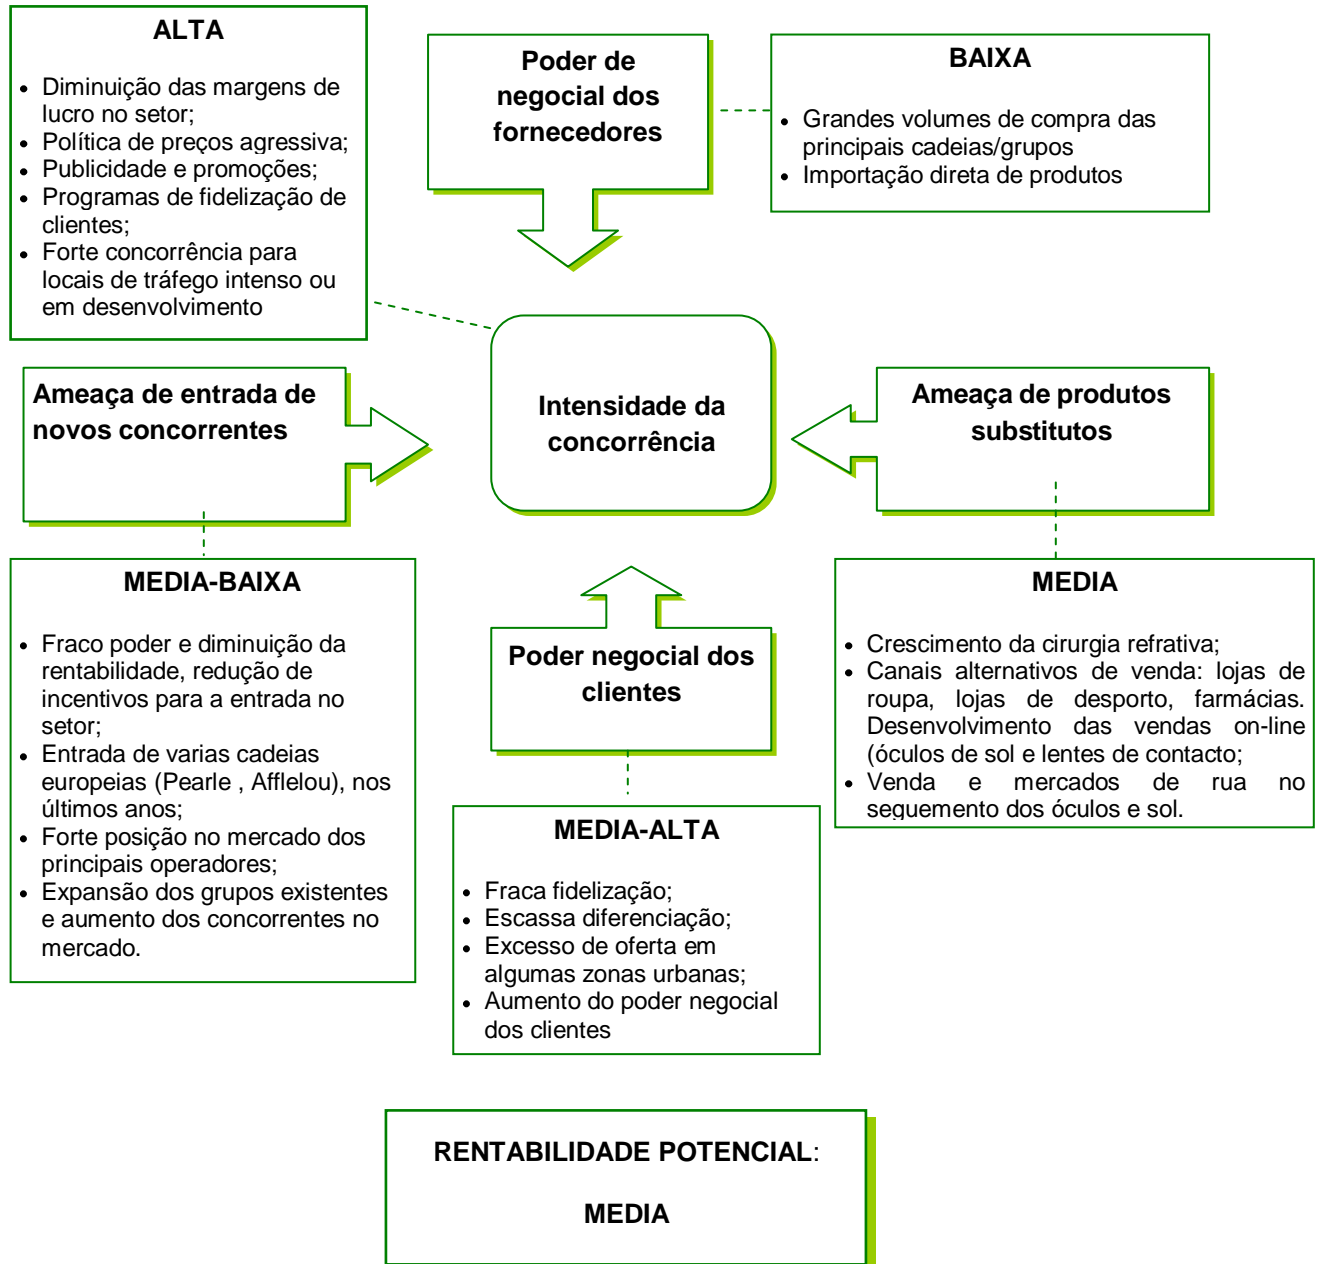 ALTA
• Diminuição das margens de
lucro no setor;
• Política de preços agressiva;
• Publicidade e promoções;
• Programas de fidelização de
clientes;
• Forte concorrência para
locais de tráfego intenso ou
em desenvolvimento
Poder de
negocial dos
fornecedores
BAIXA
• Grandes volumes de compra das
principais cadeias/grupos
• Importação direta de produtos
Ameaça de entrada de
novos concorrentes
Intensidade da
concorrência
Ameaça de produtos
substitutos
MEDIA-BAIXA
• Fraco poder e diminuição da
rentabilidade, redução de
incentivos para a entrada no
setor;
• Entrada de varias cadeias
europeias (Pearle , Afflelou), nos
últimos anos;
• Forte posição no mercado dos
principais operadores;
• Expansão dos grupos existentes
e aumento dos concorrentes no
mercado.
Poder negocial dos
clientes
MEDIA-ALTA
• Fraca fidelização;
• Escassa diferenciação;
• Excesso de oferta em
algumas zonas urbanas;
• Aumento do poder negocial
dos clientes
MEDIA
• Crescimento da cirurgia refrativa;
• Canais alternativos de venda: lojas de
roupa, lojas de desporto, farmácias.
Desenvolvimento das vendas on-line
(óculos de sol e lentes de contacto;
• Venda e mercados de rua no
seguemento dos óculos e sol.
RENTABILIDADE POTENCIAL:
MEDIA